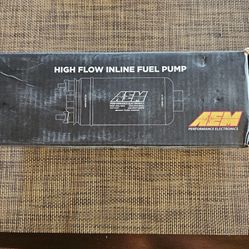 HIGH FLOW INLINE FUEL PUMP
AEM
AEM
PERFORMANCE ELECTRONICS